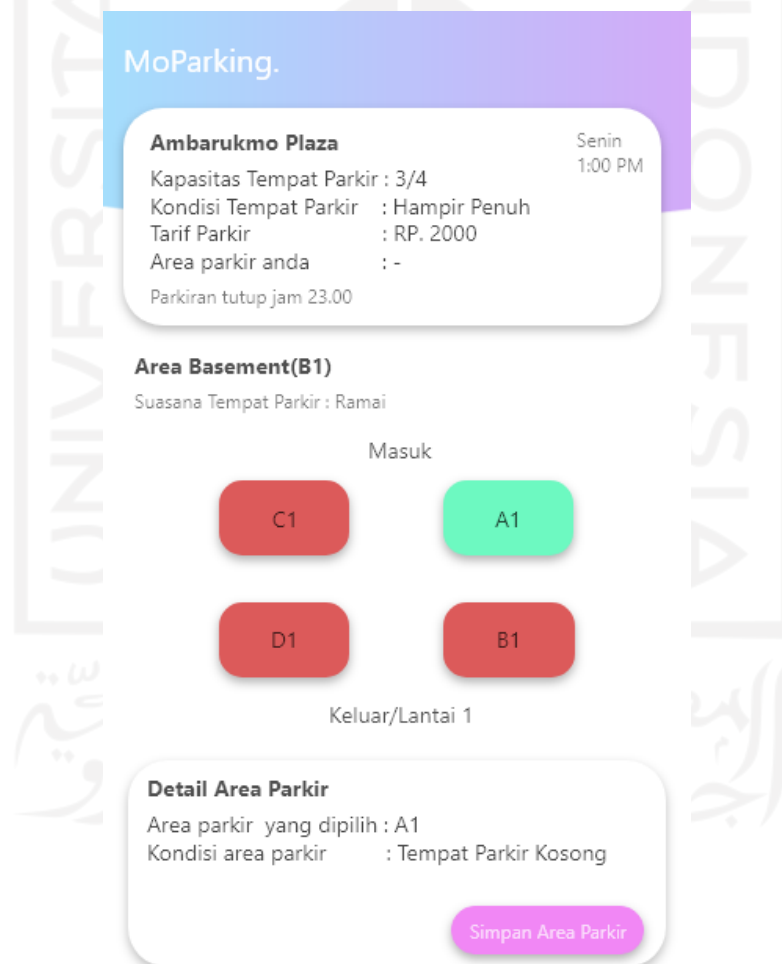 MoParking.
Ambarukmo Plaza
Senin
1:00 PM
Kapasitas Tempat Parkir : 3/4
Kondisi Tempat Parkir : Hampir Penuh
Tarif Parkir : RP. 2000
Area parkir anda : -
Parkiran tutup jam 23.00
Area Basement(B1)
Suasana Tempat Parkir : Ramai
Masuk
C1
A1
D1
B1
Keluar/Lantai 1
Detail Area Parkir
Area parkir yang dipilih : A1
Kondisi area parkir : Tempat Parkir Kosong
Simpan Area Parkir